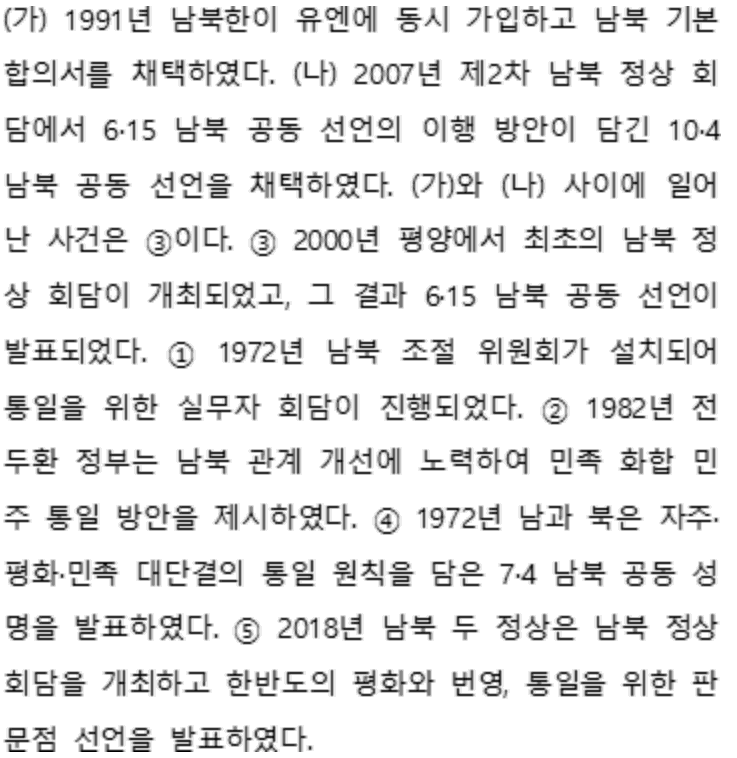 (가) 1991년 남북한이 유엔에 동시 가입하고 남북 기본
합의서를 채택하였다. (나) 2007년 제2차 남북 정상 회
담에서 6·15 남북 공동 선언의 이행 방안이 담긴 10·4
남북 공동 선언을 채택하였다. (가)와 (나) 사이에 일어
난 사건은 ③이다. ③ 2000년 평양에서 최초의 남북 정
상 회담이 개최되었고, 그 결과 6·15 남북 공동 선언이
발표되었다. ① 1972년 남북 조절 위원회가 설치되어
통일을 위한 실무자 회담이 진행되었다. ② 1982년 전
두환 정부는 남북 관계 개선에 노력하여 민족 화합 민
주 통일 방안을 제시하였다. ④ 1972년 남과 북은 자주·
평화·민족 대단결의 통일 원칙을 담은 7·4 남북 공동 성
명을 발표하였다. ⑤ 2018년 남북 두 정상은 남북 정상
회담을 개최하고 한반도의 평화와 번영, 통일을 위한 판
문점 선언을 발표하였다.